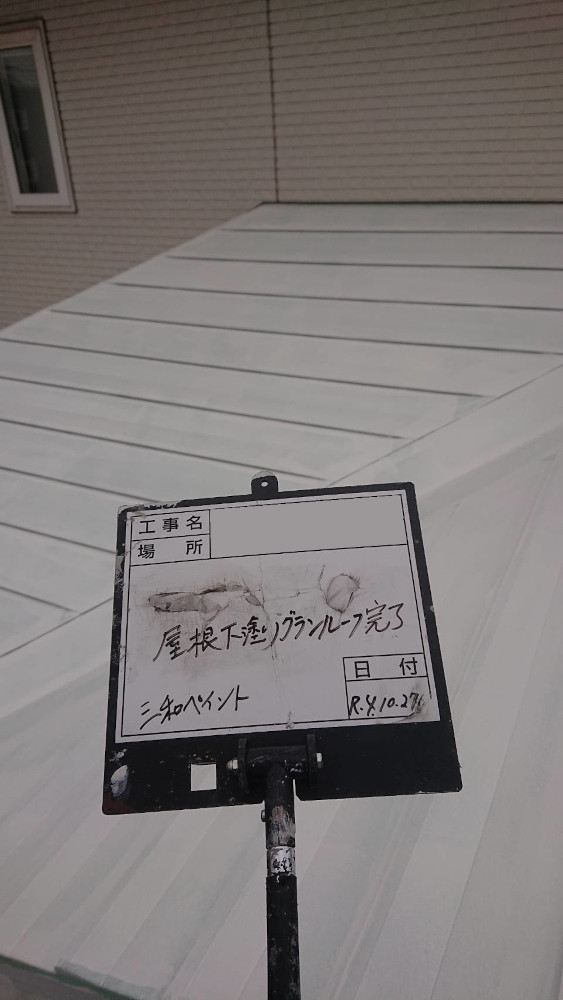 工事名
場所
屋根下塗りグランルーフ完了
日付
三和ペイント
R.4.10.27